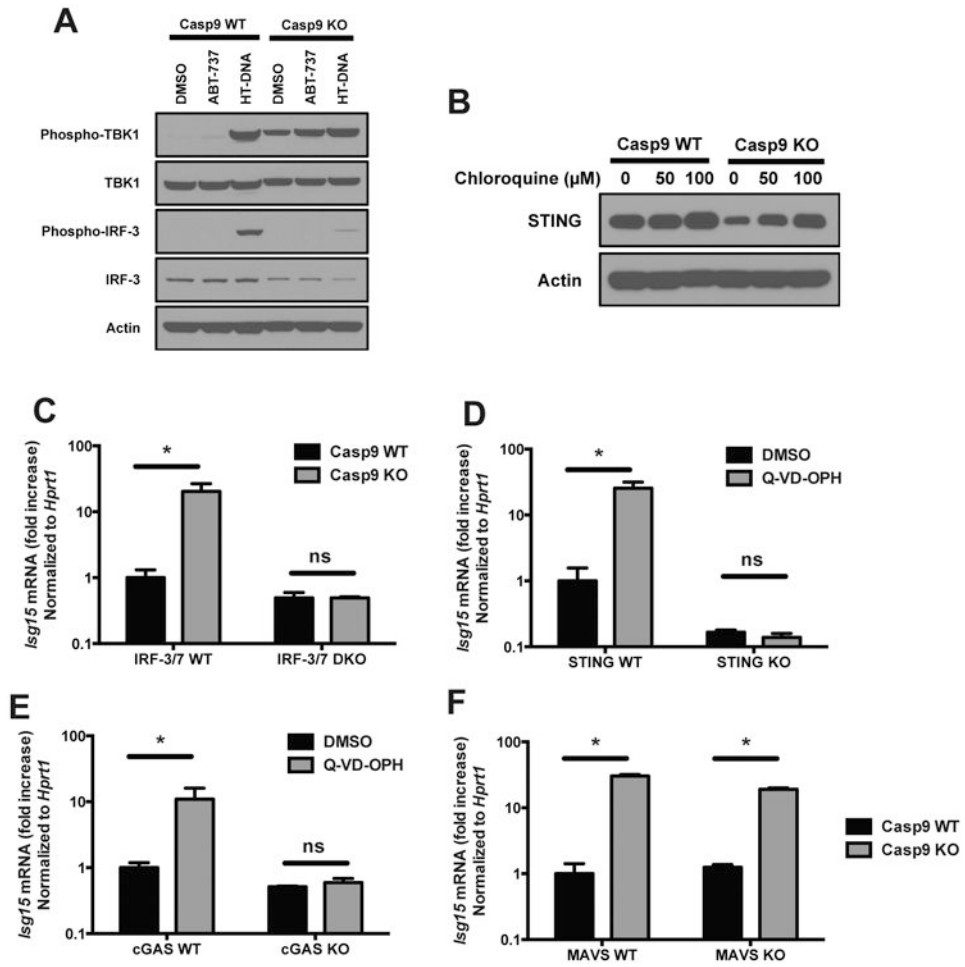 A
Casp9 WT Casp9 KO
DMSO ABT-737 HT-DNA DMSO ABT-737 HT-DNA
Phospho-TBK1
TBK1
Phospho-IRF-3
IRF-3
Actin
B
Casp9 WT Casp9 KO
Chloroquine (µM) 0 50 100 0 50 100
STING
Actin
C
Isg15 mRNA (fold increase)
Normalized to Hprt1
100
10
1
0.1
* ns
Casp9 WT
Casp9 KO
IRF-3/7 WT IRF-3/7 DKO
D
Isg15 mRNA (fold increase)
Normalized to Hprt1
100
10
1
0.1
* ns
DMSO
Q-VD-OPH
STING WT STING KO
E
Isg15 mRNA (fold increase)
Normalized to Hprt1
100
10
1
0.1
* ns
DMSO
Q-VD-OPH
cGAS WT cGAS KO
F
Isg15 mRNA (fold increase)
Normalized to Hprt1
100
10
1
0.1
* *
Casp9 WT
Casp9 KO
MAVS WT MAVS KO